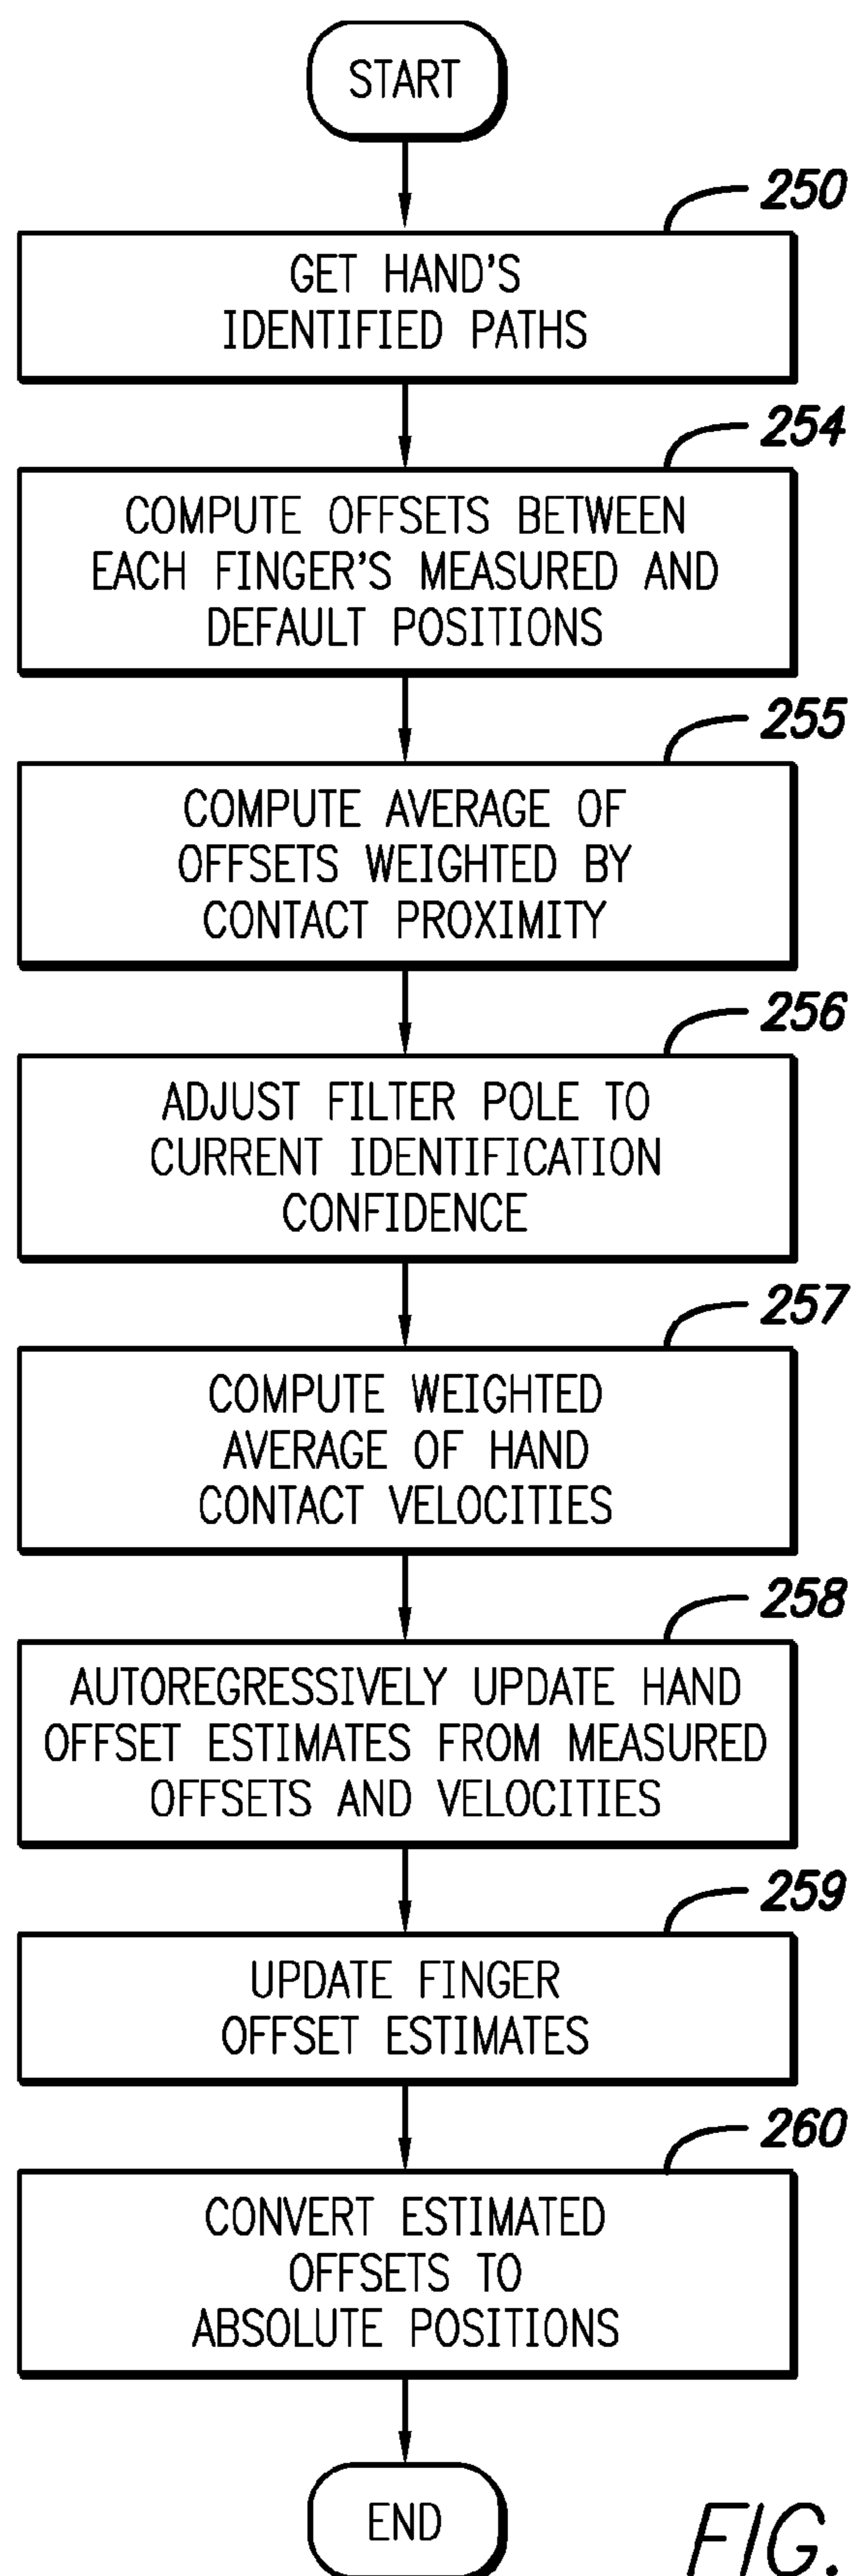 START
250
GET HAND'S
IDENTIFIED PATHS
254
COMPUTE OFFSETS BETWEEN
EACH FINGER'S MEASURED AND
DEFAULT POSITIONS
255
COMPUTE AVERAGE OF
OFFSETS WEIGHTED BY
CONTACT PROXIMITY
256
ADJUST FILTER POLE TO
CURRENT IDENTIFICATION
CONFIDENCE
257
COMPUTE WEIGHTED
AVERAGE OF HAND
CONTACT VELOCITIES
258
AUTOREGRESSIVELY UPDATE HAND
OFFSET ESTIMATES FROM MEASURED
OFFSETS AND VELOCITIES
259
UPDATE FINGER
OFFSET ESTIMATES
260
CONVERT ESTIMATED
OFFSETS TO
ABSOLUTE POSITIONS
END
FIG.